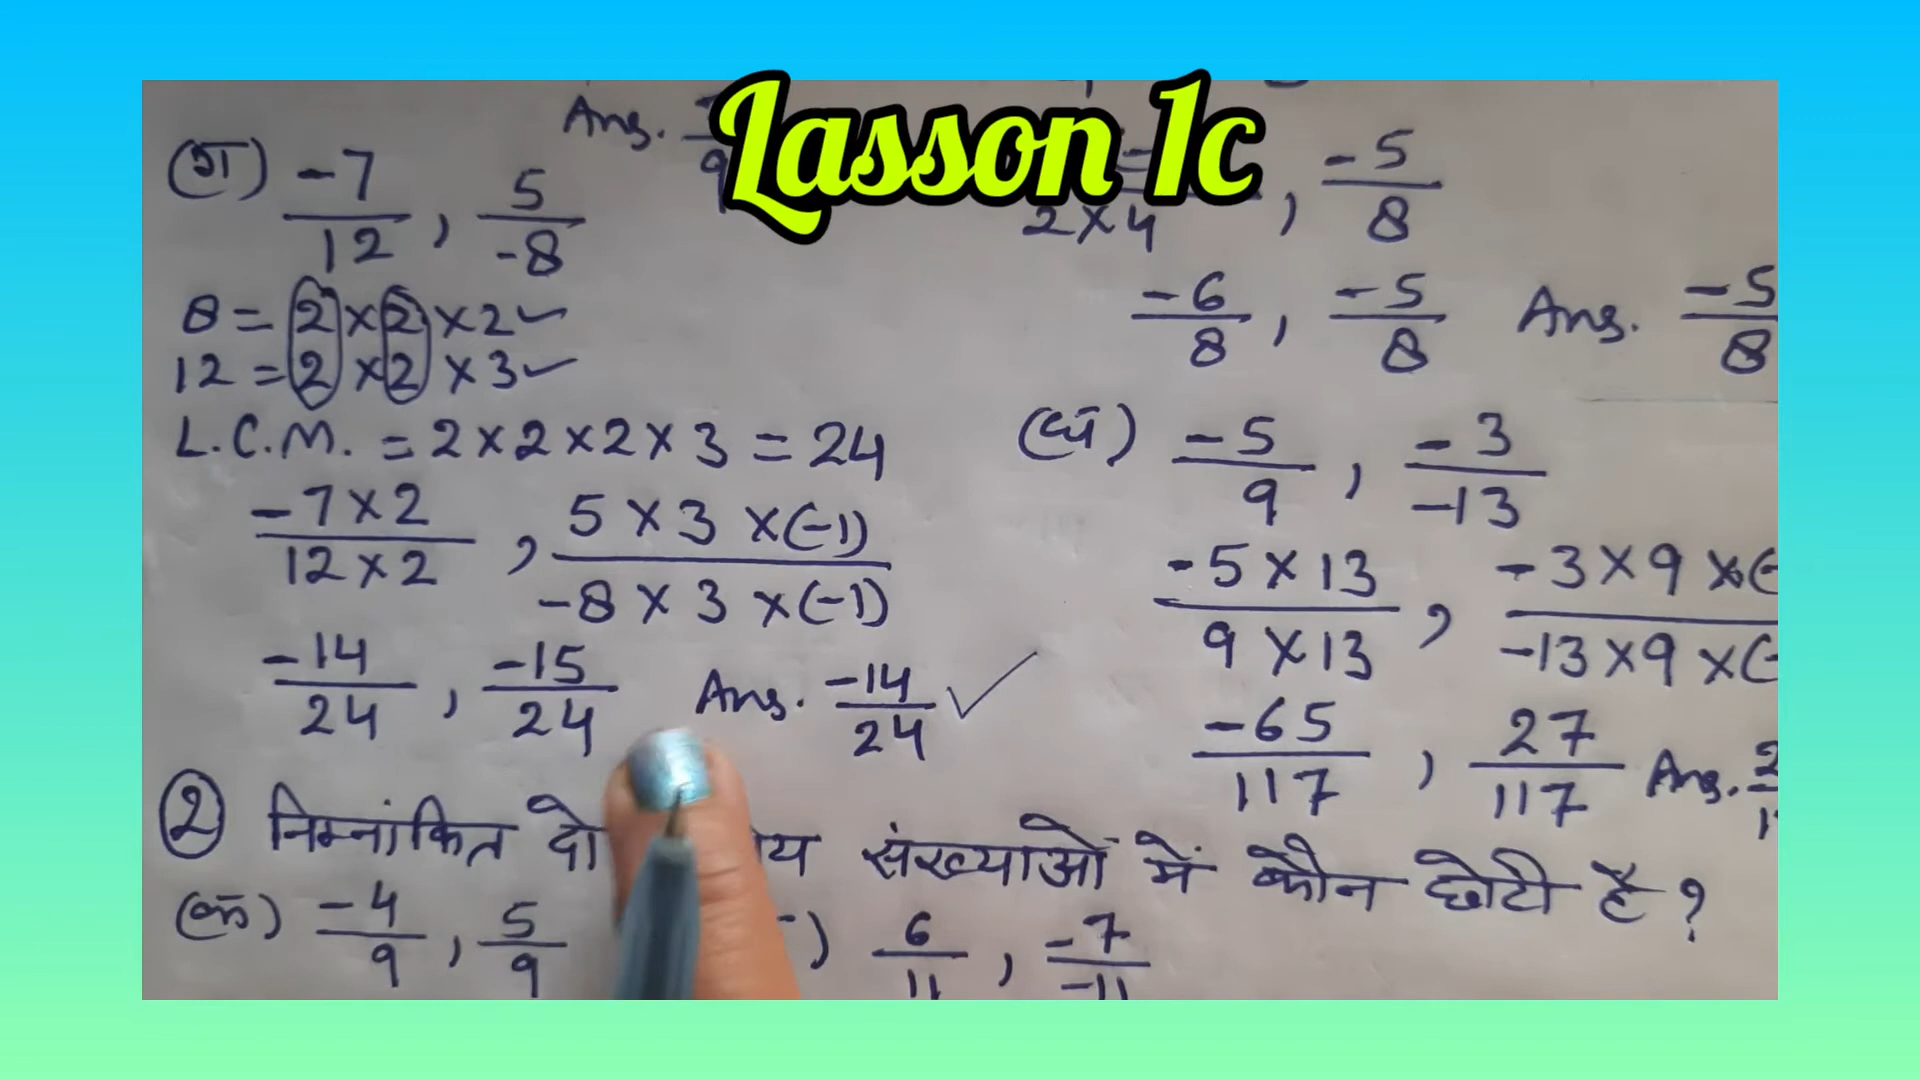 Lasson 1c
Ans.
(ग) -7/12 , 5/-8
8 = 2 × 2 × 2
12 = 2 × 2 × 3
L.C.M. = 2 × 2 × 2 × 3 = 24
-7 × 2/12 × 2 , 5 × 3 × (-1)/-8 × 3 × (-1)
-14/24 , -15/24 Ans. -14/24
2 × 4 , -5/8
-6/8 , -5/8 Ans. -5/8
(घ) -5/9 , -3/-13
-5 × 13/9 × 13 , -3 × 9 × (-/-13 × 9 × (-
-65/117 , 27/117 Ans.
② निम्नांकित दो संख्याओं में कौन छोटी है ?
(क) -4/9 , 5/9 ) 6/11 , -7/-11